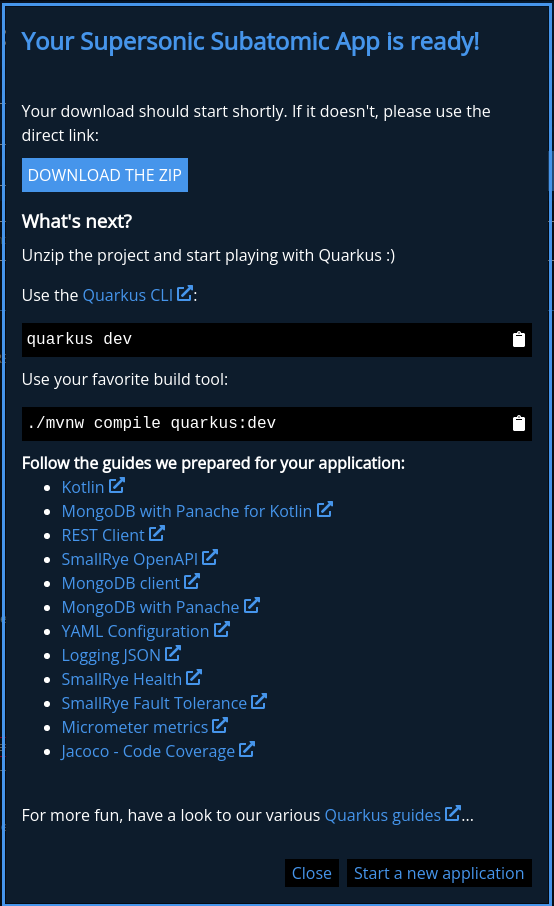 Your Supersonic Subatomic App is ready!
Your download should start shortly. If it doesn't, please use the
direct link:
DOWNLOAD THE ZIP
What's next?
Unzip the project and start playing with Quarkus :)
Use the Quarkus CLI :
quarkus dev
Use your favorite build tool:
./mvnw compile quarkus:dev
Follow the guides we prepared for your application:
Kotlin
MongoDB with Panache for Kotlin
REST Client
SmallRye OpenAPI
MongoDB client
MongoDB with Panache
YAML Configuration
Logging JSON
SmallRye Health
SmallRye Fault Tolerance
Micrometer metrics
Jacoco - Code Coverage
For more fun, have a look to our various Quarkus guides ...
Close Start a new application